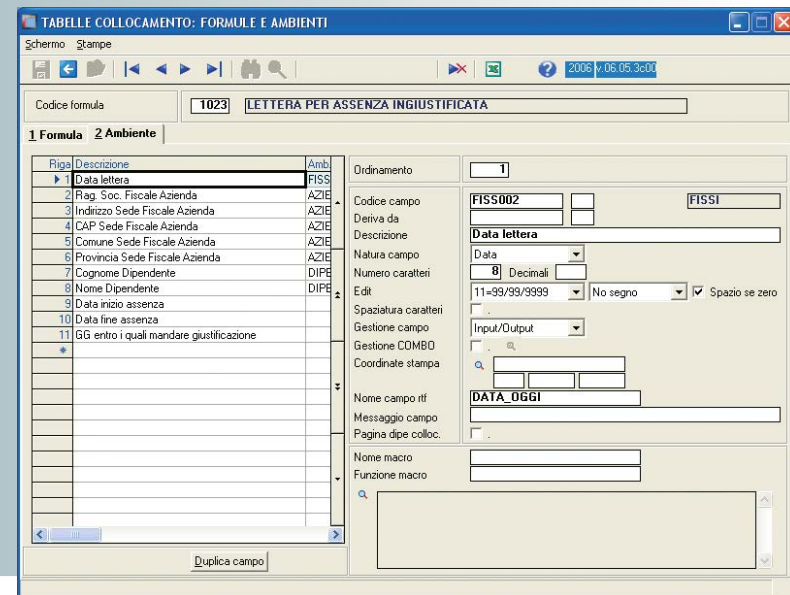 TABELLE COLLOCAMENTO: FORMULE E AMBIENTI
Schermo Stampe
2006 v.06.05.3c00
Codice formula 1023 LETTERA PER ASSENZA INGIUSTIFICATA
1 Formula 2 Ambiente
Riga Descrizione Amb.
1 Data lettera FISS
2 Rag. Soc. Fiscale Azienda AZIE
3 Indirizzo Sede Fiscale Azienda AZIE
4 CAP Sede Fiscale Azienda AZIE
5 Comune Sede Fiscale Azienda AZIE
6 Provincia Sede Fiscale Azienda AZIE
7 Cognome Dipendente DIPE
8 Nome Dipendente DIPE
9 Data inizio assenza
10 Data fine assenza
11 GG entro i quali mandare giustificazione
Duplica campo
Ordinamento 1
Codice campo FISS002 FISSI
Deriva da
Descrizione Data lettera
Natura campo Data
Numero caratteri 8 Decimali
Edit 11=99/99/9999 No segno Spazio se zero
Spaziatura caratteri .
Gestione campo Input/Output
Gestione COMBO .
Coordinate stampa
Nome campo rtf DATA_OGGI
Messaggio campo
Pagina dipe colloc. .
Nome macro
Funzione macro